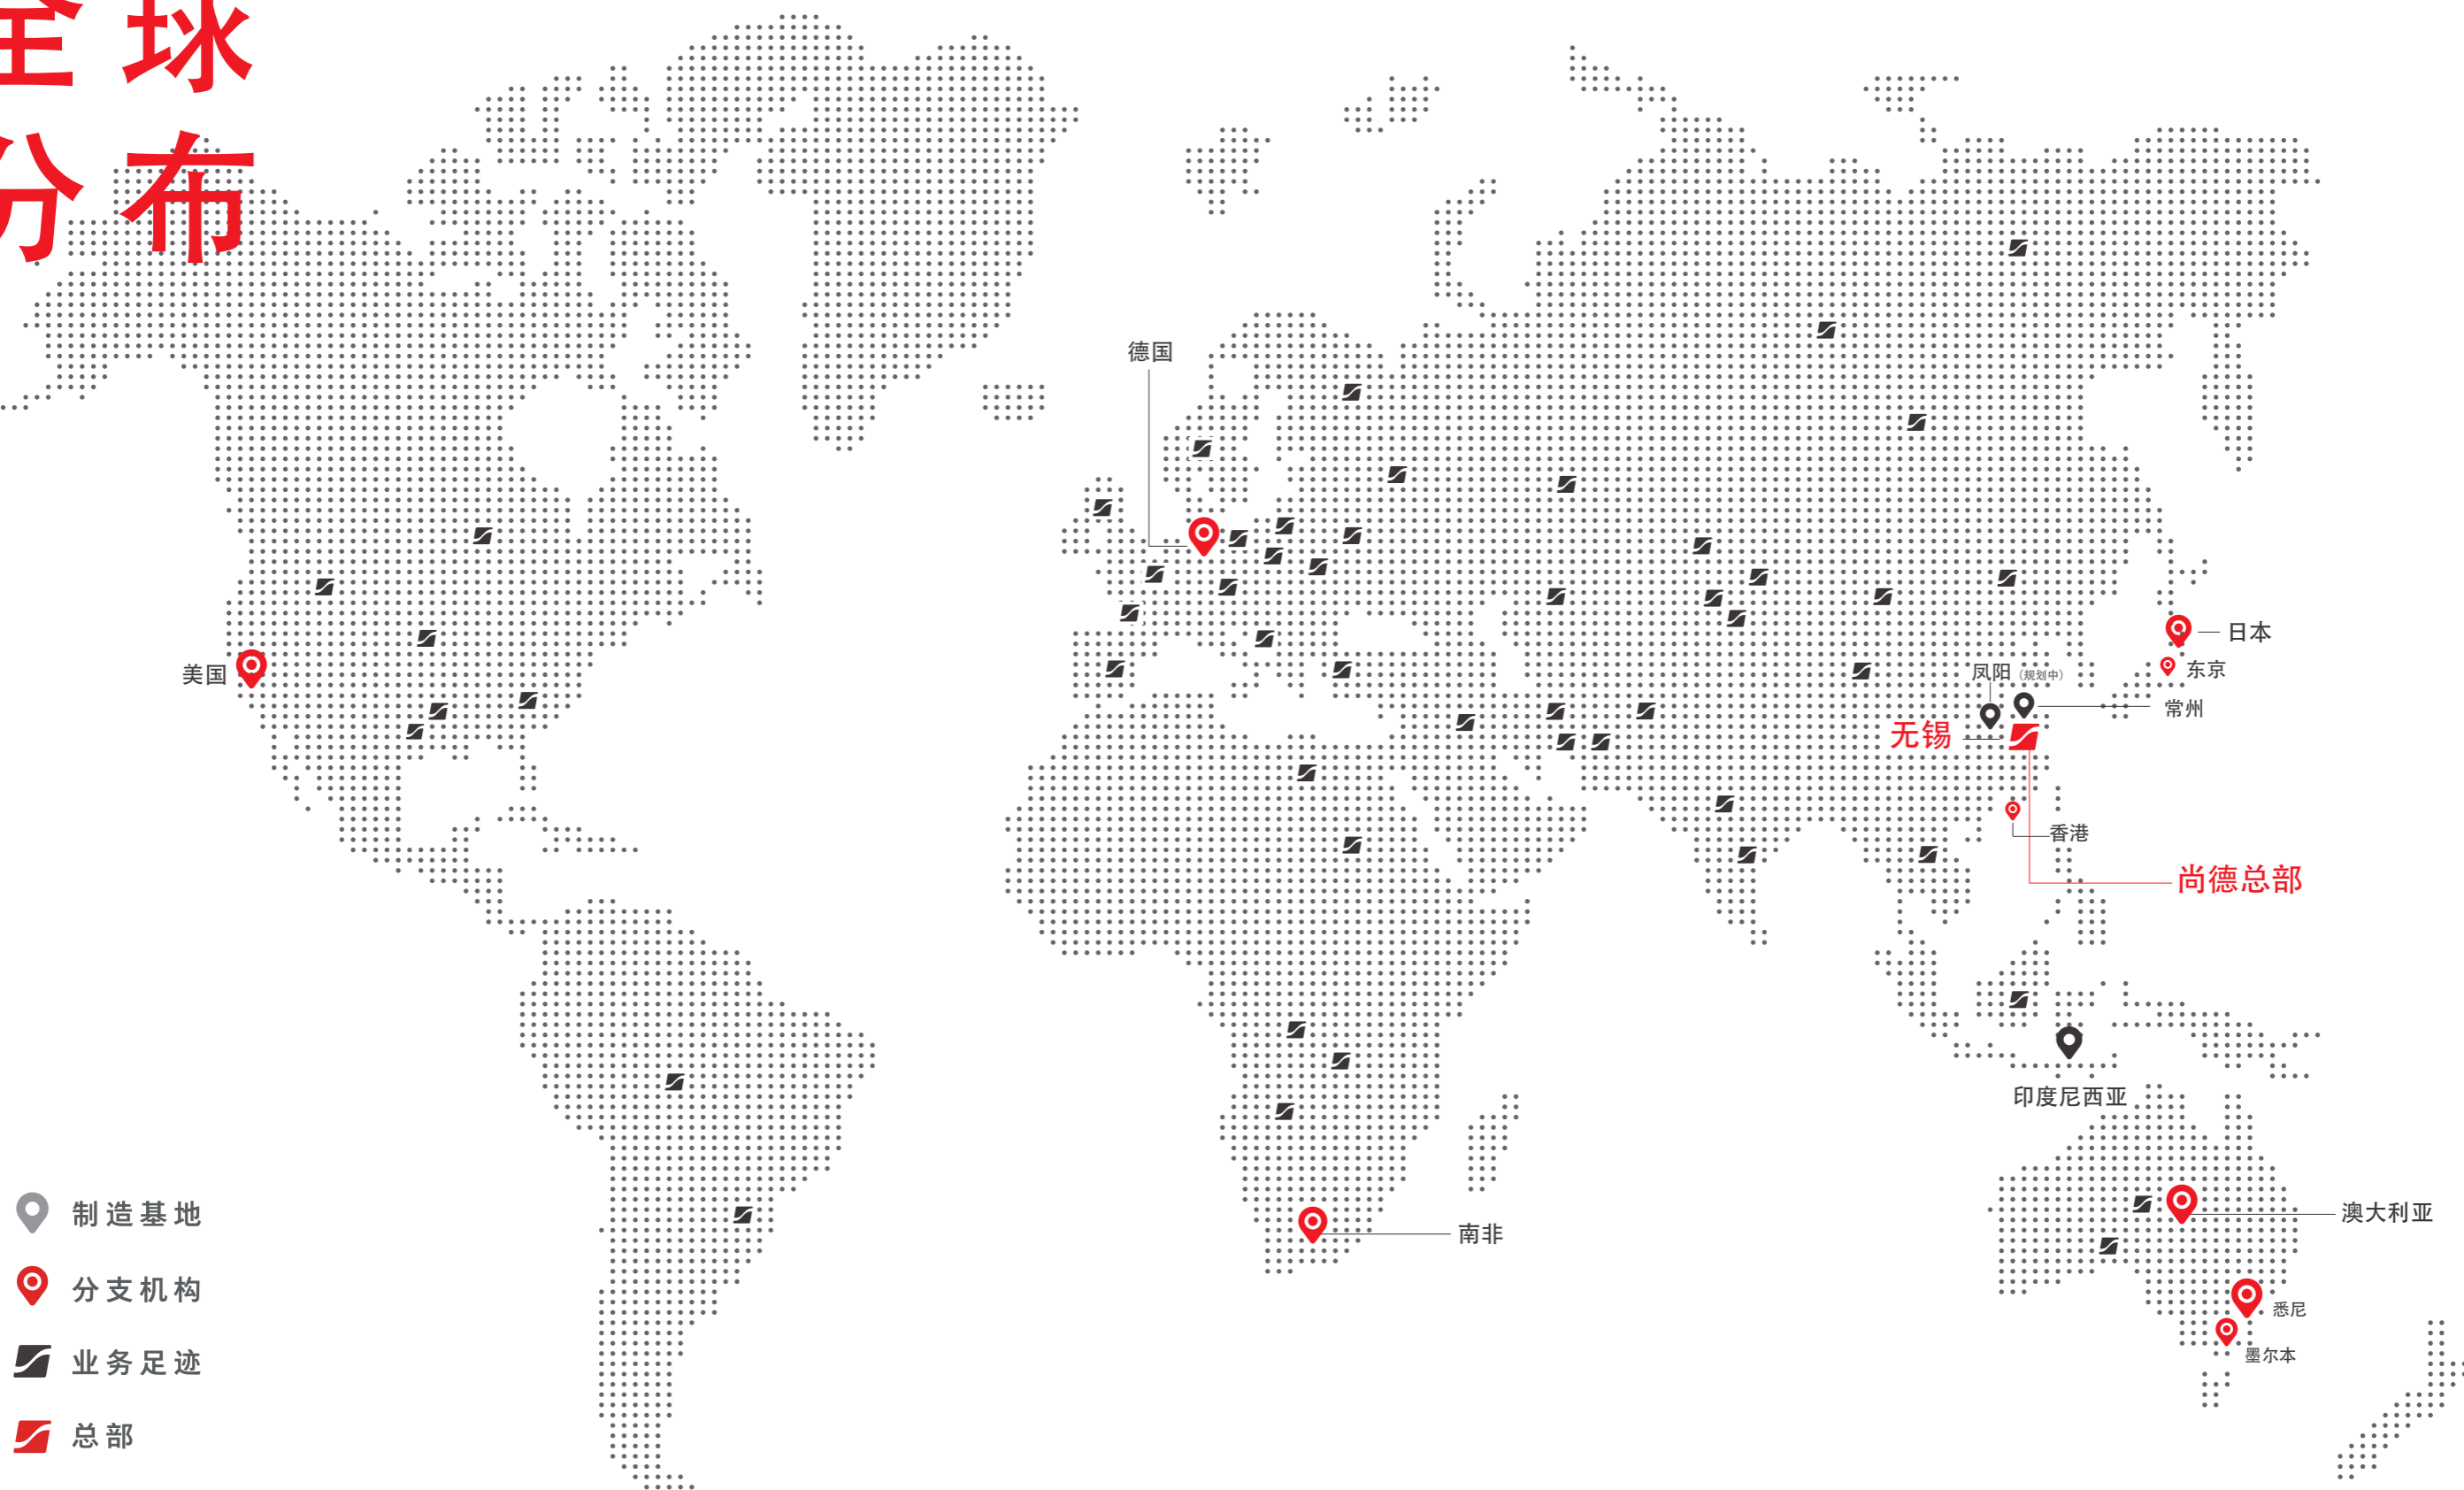 全球
分布
德国
美国
日本
东京
凤阳（规划中）
常州
无锡
香港
尚德总部
印度尼西亚
澳大利亚
南非
悉尼
墨尔本
制造基地
分支机构
业务足迹
总部